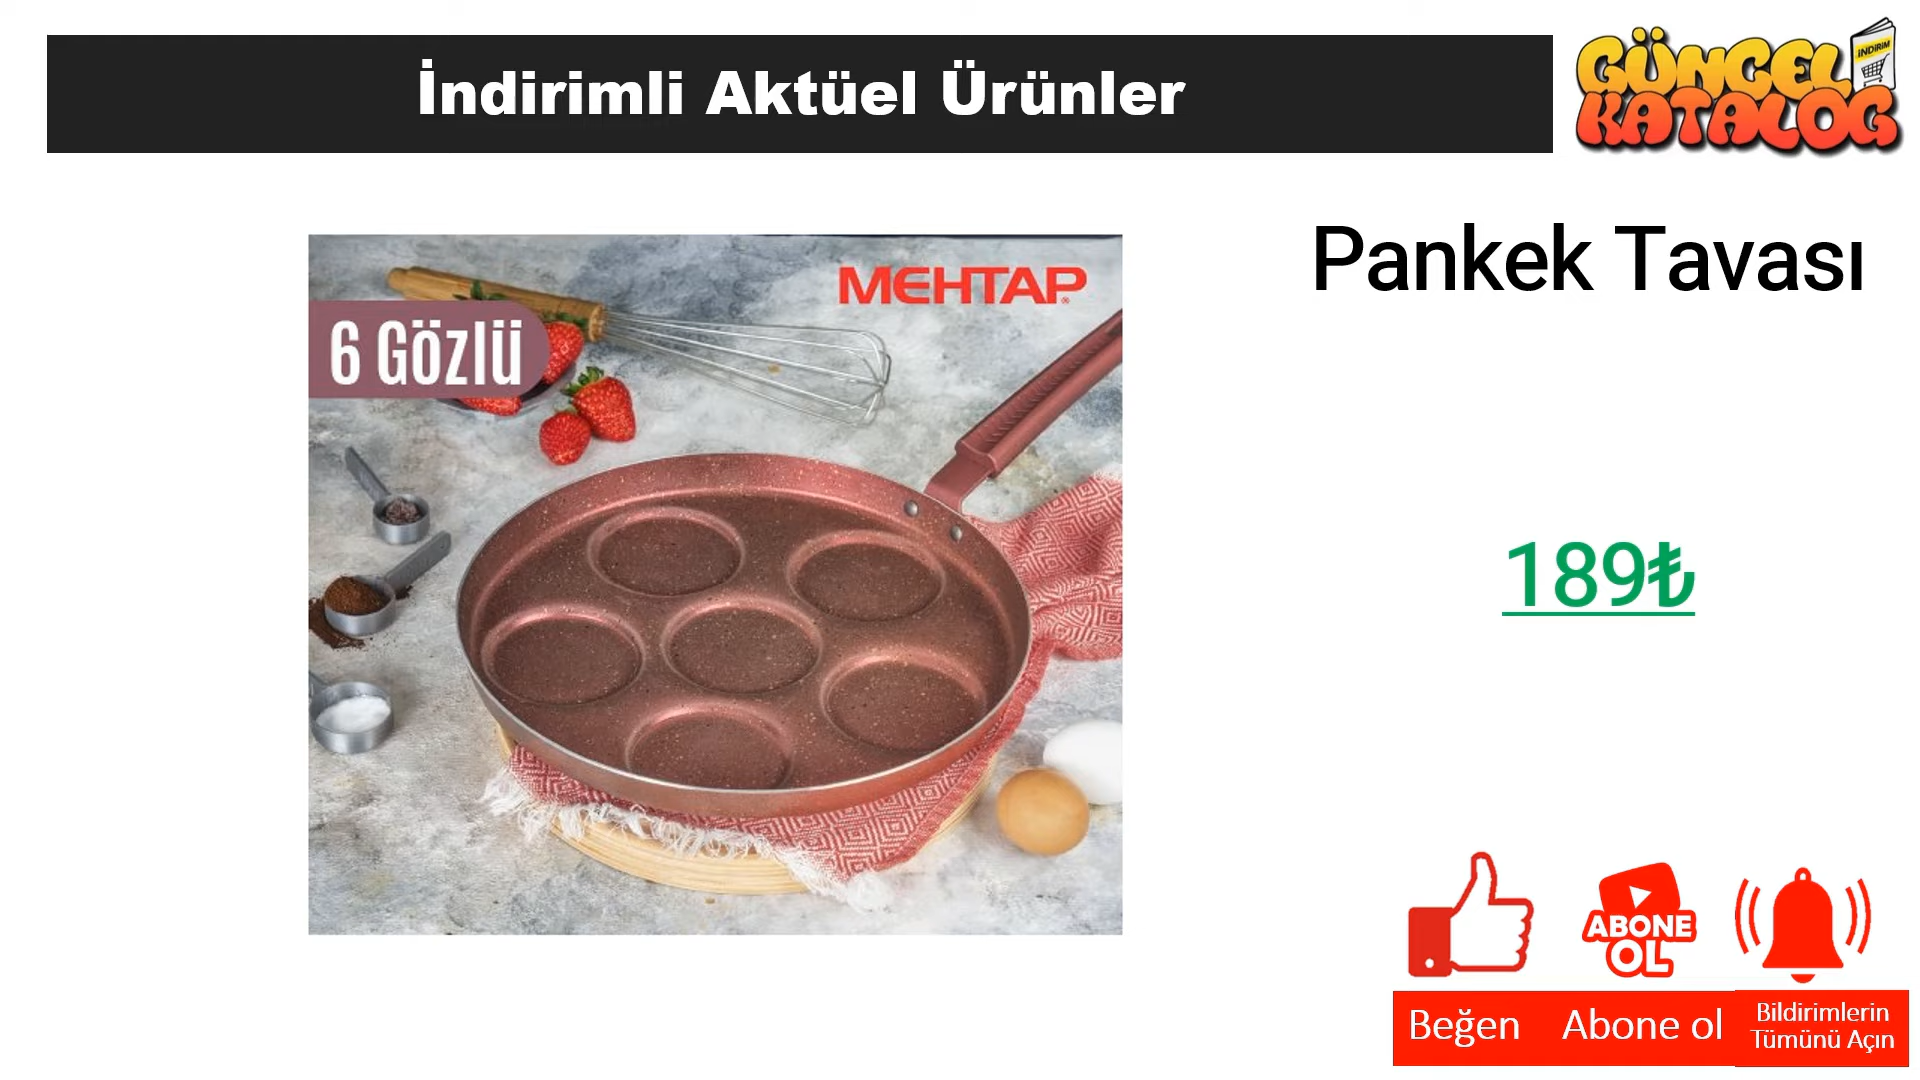 İndirimli Aktüel Ürünler
GÜNCEL
KATALOG
İNDİRİM
Pankek Tavası
MEHTAP
6 Gözlü
189₺
ABONE
OL
Beğen
Abone ol
Bildirimlerin
Tümünü Açın